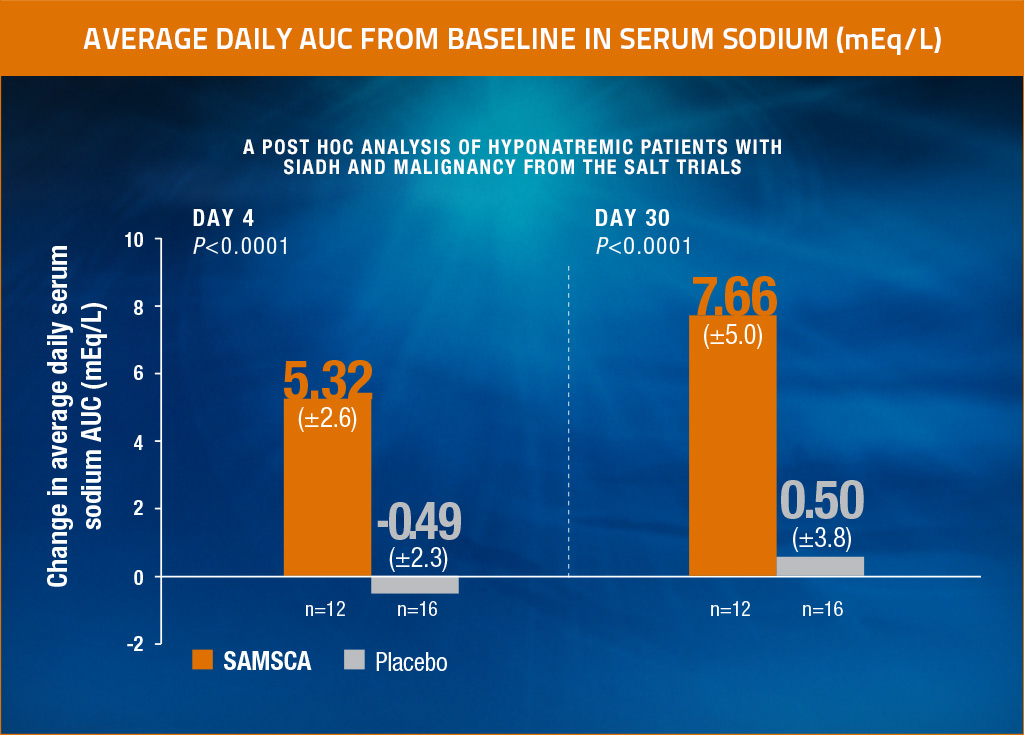 AVERAGE DAILY AUC FROM BASELINE IN SERUM SODIUM (mEq/L)
A POST HOC ANALYSIS OF HYPONATREMIC PATIENTS WITH
SIADH AND MALIGNANCY FROM THE SALT TRIALS
DAY 4
P<0.0001
DAY 30
P<0.0001
Change in average daily serum
sodium AUC (mEq/L)
10
8
6
4
2
0
-2
5.32
(±2.6)
-0.49
(±2.3)
7.66
(±5.0)
0.50
(±3.8)
n=12
n=16
n=12
n=16
SAMSCA
Placebo